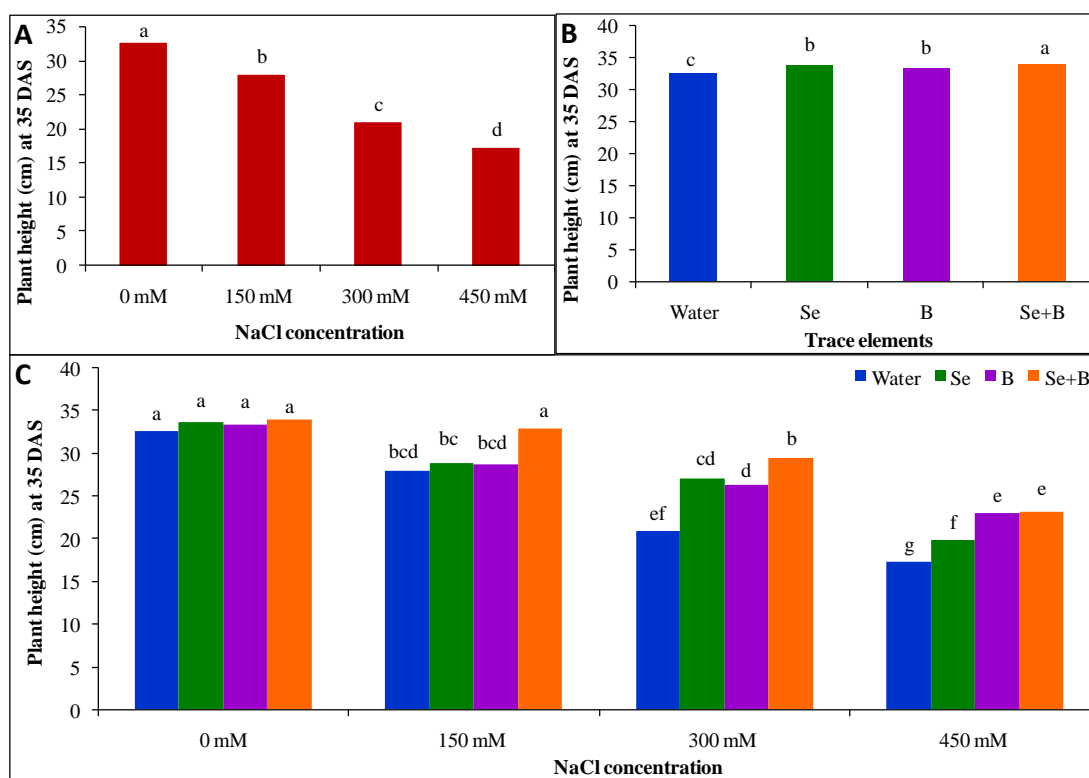 A
Plant height (cm) at 35 DAS
35
30
25
20
15
10
5
0
a
b
c
d
0 mM
150 mM
300 mM
450 mM
NaCl concentration
B
Plant height (cm) at 35 DAS
40
35
30
25
20
15
10
5
0
c
b
b
a
Water
Se
B
Se+B
Trace elements
C
Plant height (cm) at 35 DAS
40
35
30
25
20
15
10
5
0
Water Se B Se+B
a a a a
bcd bc bcd a
ef cd d b
g f e e
0 mM
150 mM
300 mM
450 mM
NaCl concentration